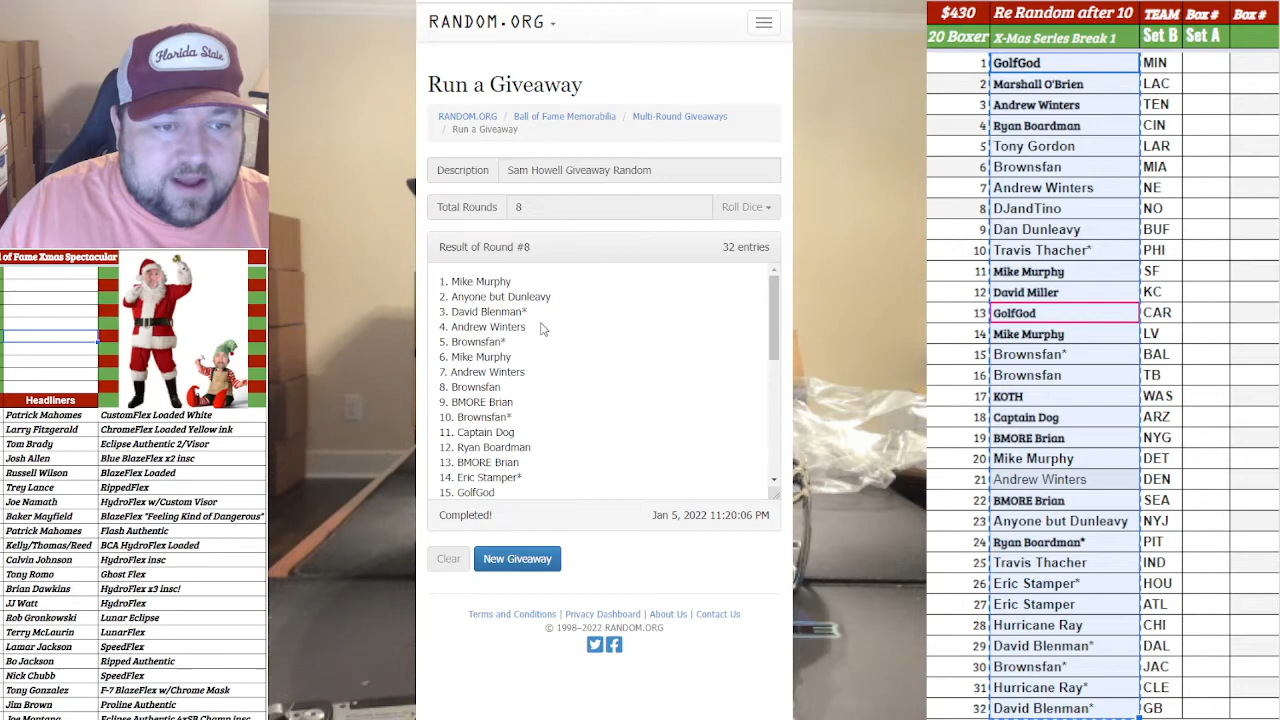 Florida State
RANDOM.ORG
Run a Giveaway
RANDOM.ORG / Ball of Fame Memorabilia / Multi-Round Giveaways / Run a Giveaway
Description Sam Howell Giveaway Random
Total Rounds 8 Roll Dice
Result of Round #8 32 entries
1. Mike Murphy
2. Anyone but Dunleavy
3. David Blenman*
4. Andrew Winters
5. Brownsfan*
6. Mike Murphy
7. Andrew Winters
8. Brownsfan
9. BMORE Brian
10. Brownsfan*
11. Captain Dog
12. Ryan Boardman
13. BMORE Brian
14. Eric Stamper*
15. GolfGod
Completed! Jan 5, 2022 11:20:06 PM
Clear New Giveaway
Terms and Conditions | Privacy Dashboard | About Us | Contact Us
© 1998–2022 RANDOM.ORG
of Fame Xmas Spectacular
Headliners
Patrick Mahomes CustomFlex Loaded White
Larry Fitzgerald ChromeFlex Loaded Yellow ink
Tom Brady Eclipse Authentic 2/Visor
Josh Allen Blue BlazeFlex x2 insc
Russell Wilson BlazeFlex Loaded
Trey Lance RippedFlex
Joe Namath HydroFlex w/Custom Visor
Baker Mayfield BlazeFlex "Feeling Kind of Dangerous"
Patrick Mahomes Flash Authentic
Kelly/Thomas/Reed BCA HydroFlex Loaded
Calvin Johnson HydroFlex insc
Tony Romo Ghost Flex
Brian Dawkins HydroFlex x3 insc!
JJ Watt HydroFlex
Rob Gronkowski Lunar Eclipse
Terry McLaurin LunarFlex
Lamar Jackson SpeedFlex
Bo Jackson Ripped Authentic
Nick Chubb SpeedFlex
Tony Gonzalez F-7 BlazeFlex w/Chrome Mask
Jim Brown Proline Authentic
Joe Montana Eclipse Authentic 4xSB Champ insc
$430 Re Random after 10 TEAM Box # Box #
20 Boxer X-Mas Series Break 1 Set B Set A
1 GolfGod MIN
2 Marshall O'Brien LAC
3 Andrew Winters TEN
4 Ryan Boardman CIN
5 Tony Gordon LAR
6 Brownsfan MIA
7 Andrew Winters NE
8 DJandTino NO
9 Dan Dunleavy BUF
10 Travis Thacher* PHI
11 Mike Murphy SF
12 David Miller KC
13 GolfGod CAR
14 Mike Murphy LV
15 Brownsfan* BAL
16 Brownsfan TB
17 KOTH WAS
18 Captain Dog ARZ
19 BMORE Brian NYG
20 Mike Murphy DET
21 Andrew Winters DEN
22 BMORE Brian SEA
23 Anyone but Dunleavy NYJ
24 Ryan Boardman* PIT
25 Travis Thacher IND
26 Eric Stamper* HOU
27 Eric Stamper ATL
28 Hurricane Ray CHI
29 David Blenman* DAL
30 Brownsfan* JAC
31 Hurricane Ray* CLE
32 David Blenman* GB